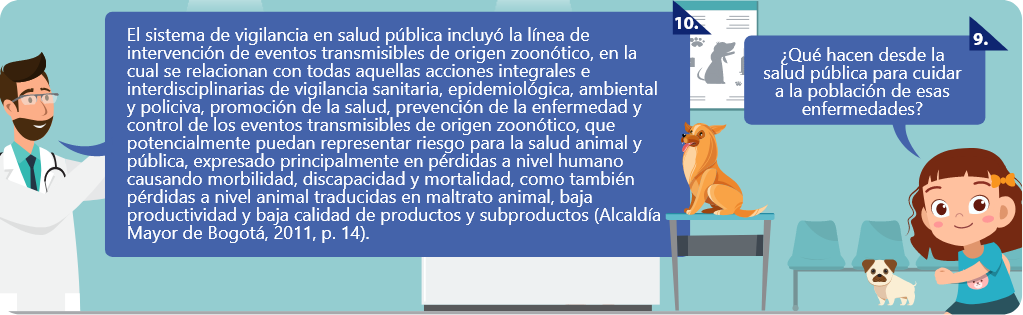 9.
¿Qué hacen desde la
salud pública para cuidar
a la población de esas
enfermedades?
10.
El sistema de vigilancia en salud pública incluyó la línea de
intervención de eventos transmisibles de origen zoonótico, en la
cual se relacionan con todas aquellas acciones integrales e
interdisciplinarias de vigilancia sanitaria, epidemiológica, ambiental
y policiva, promoción de la salud, prevención de la enfermedad y
control de los eventos transmisibles de origen zoonótico, que
potencialmente puedan representar riesgo para la salud animal y
pública, expresado principalmente en pérdidas a nivel humano
causando morbilidad, discapacidad y mortalidad, como también
pérdidas a nivel animal traducidas en maltrato animal, baja
productividad y baja calidad de productos y subproductos (Alcaldía
Mayor de Bogotá, 2011, p. 14).